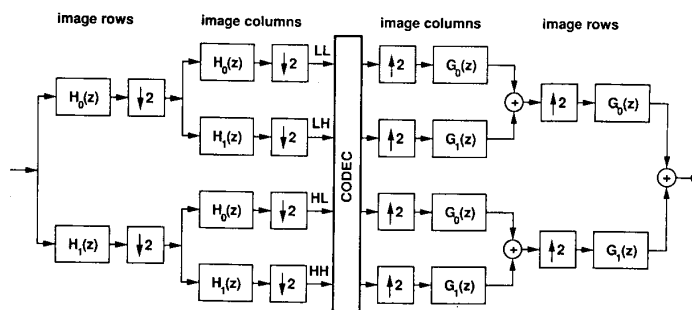 image rows
image columns
image columns
image rows
H₀(z)
↓2
H₀(z)
↓2
LL
H₁(z)
↓2
LH
H₁(z)
↓2
H₀(z)
↓2
HL
H₁(z)
↓2
HH
CODEC
↑2
G₀(z)
↑2
G₁(z)
+
↑2
G₀(z)
↑2
G₀(z)
↑2
G₁(z)
+
↑2
G₁(z)
+